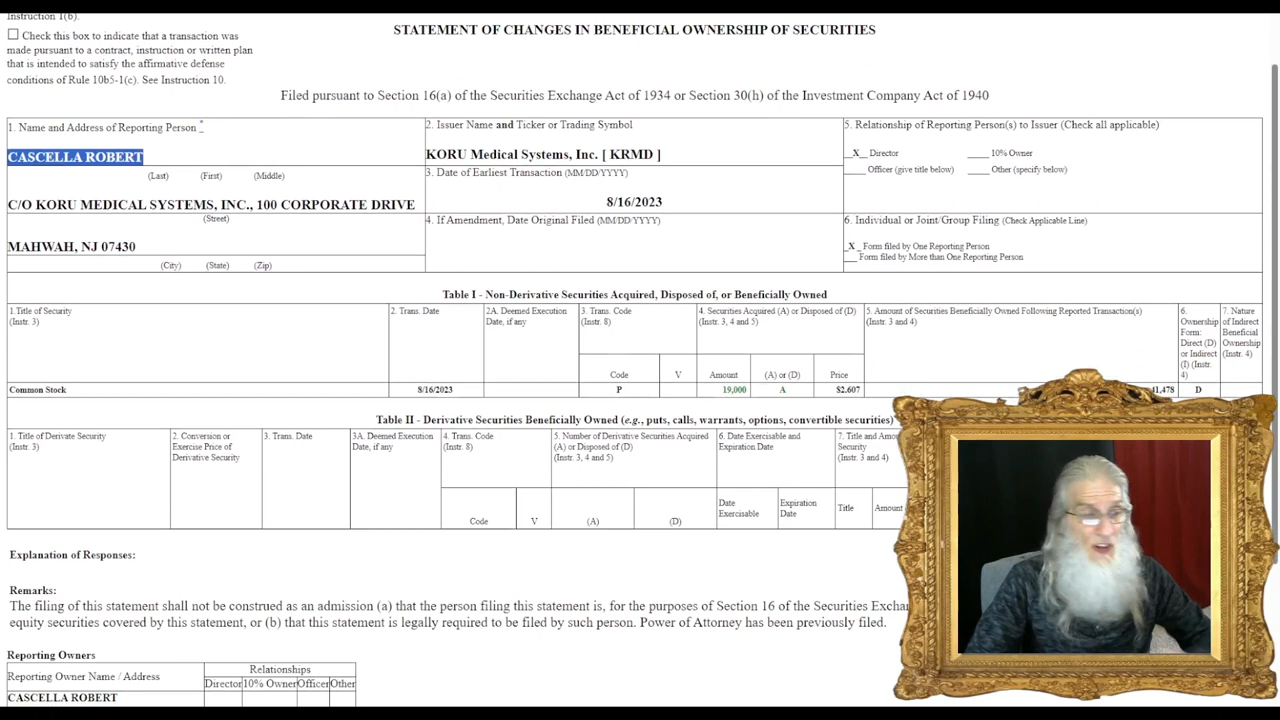 Instruction 1(b).
Check this box to indicate that a transaction was
made pursuant to a contract, instruction or written plan
that is intended to satisfy the affirmative defense
conditions of Rule 10b5-1(c). See Instruction 10.
STATEMENT OF CHANGES IN BENEFICIAL OWNERSHIP OF SECURITIES
Filed pursuant to Section 16(a) of the Securities Exchange Act of 1934 or Section 30(h) of the Investment Company Act of 1940
1. Name and Address of Reporting Person *
CASCELLA ROBERT
(Last) (First) (Middle)
C/O KORU MEDICAL SYSTEMS, INC., 100 CORPORATE DRIVE
(Street)
MAHWAH, NJ 07430
(City) (State) (Zip)
2. Issuer Name and Ticker or Trading Symbol
KORU Medical Systems, Inc. [ KRMD ]
3. Date of Earliest Transaction (MM/DD/YYYY)
8/16/2023
4. If Amendment, Date Original Filed (MM/DD/YYYY)
5. Relationship of Reporting Person(s) to Issuer (Check all applicable)
__X__ Director _____ 10% Owner
_____ Officer (give title below) _____ Other (specify below)
6. Individual or Joint/Group Filing (Check Applicable Line)
_X _ Form filed by One Reporting Person
___ Form filed by More than One Reporting Person
Table I - Non-Derivative Securities Acquired, Disposed of, or Beneficially Owned
1.Title of Security
(Instr. 3)
2. Trans. Date
2A. Deemed Execution
Date, if any
3. Trans. Code
(Instr. 8)
4. Securities Acquired (A) or Disposed of (D)
(Instr. 3, 4 and 5)
5. Amount of Securities Beneficially Owned Following Reported Transaction(s)
(Instr. 3 and 4)
6.
Ownership
Form:
Direct (D)
or Indirect
(I) (Instr.
4)
7. Nature
of Indirect
Beneficial
Ownership
(Instr. 4)
Code V Amount (A) or (D) Price
Common Stock 8/16/2023 P 19,000 A $2.607 41,478 D
Table II - Derivative Securities Beneficially Owned (e.g., puts, calls, warrants, options, convertible securities)
1. Title of Derivate Security
(Instr. 3)
2. Conversion or
Exercise Price of
Derivative Security
3. Trans. Date
3A. Deemed Execution
Date, if any
4. Trans. Code
(Instr. 8)
5. Number of Derivative Securities Acquired
(A) or Disposed of (D)
(Instr. 3, 4 and 5)
6. Date Exercisable and
Expiration Date
7. Title and Amou
Security
(Instr. 3 and 4)
Code V (A) (D)
Date
Exercisable
Expiration
Date
Title Amount
Explanation of Responses:
Remarks:
The filing of this statement shall not be construed as an admission (a) that the person filing this statement is, for the purposes of Section 16 of the Securities Exchan
equity securities covered by this statement, or (b) that this statement is legally required to be filed by such person. Power of Attorney has been previously filed.
Reporting Owners
Reporting Owner Name / Address
Relationships
Director 10% Owner Officer Other
CASCELLA ROBERT